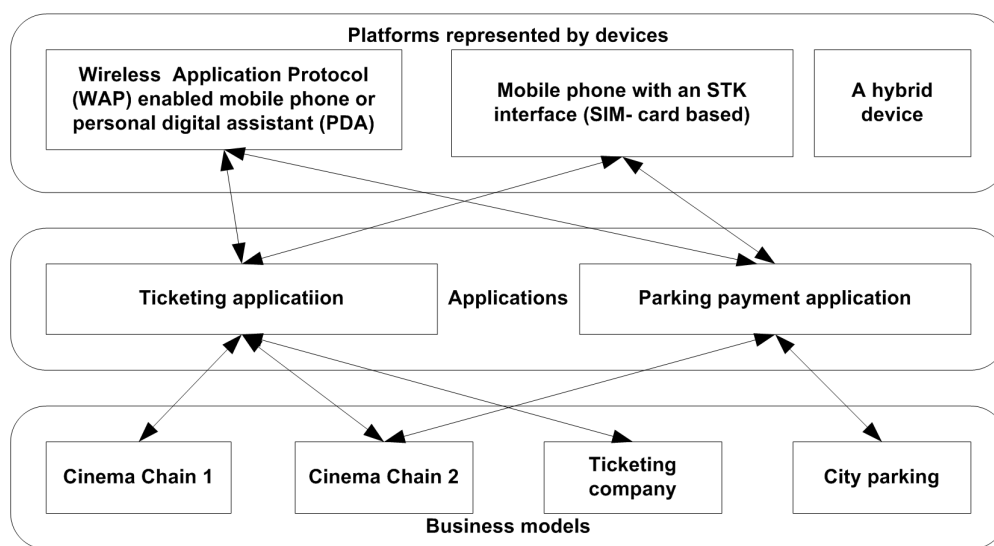 Platforms represented by devices
Wireless Application Protocol
(WAP) enabled mobile phone or
personal digital assistant (PDA)
Mobile phone with an STK
interface (SIM- card based)
A hybrid
device
Ticketing applicatiion
Applications
Parking payment application
Cinema Chain 1
Cinema Chain 2
Ticketing
company
City parking
Business models